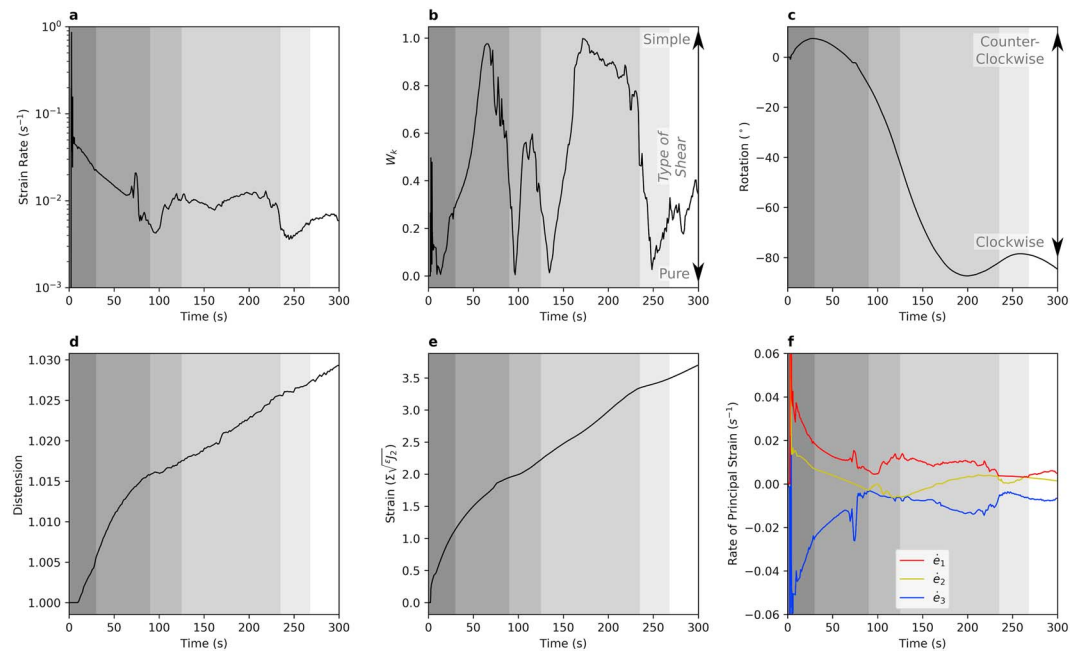 a
Strain Rate (s⁻¹)
10⁰
10⁻¹
10⁻²
10⁻³
0 50 100 150 200 250 300
Time (s)
b
W_k
1.0
0.8
0.6
0.4
0.2
0.0
Simple
Type of
Shear
Pure
0 50 100 150 200 250 300
Time (s)
c
Rotation (°)
0
−20
−40
−60
−80
Counter-
Clockwise
Clockwise
0 50 100 150 200 250 300
Time (s)
d
Distension
1.030
1.025
1.020
1.015
1.010
1.005
1.000
0 50 100 150 200 250 300
Time (s)
e
Strain (Σ√ᵋJ₂)
3.5
3.0
2.5
2.0
1.5
1.0
0.5
0.0
0 50 100 150 200 250 300
Time (s)
f
Rate of Principal Strain (s⁻¹)
0.06
0.04
0.02
0.00
−0.02
−0.04
−0.06
ė₁
ė₂
ė₃
0 50 100 150 200 250 300
Time (s)